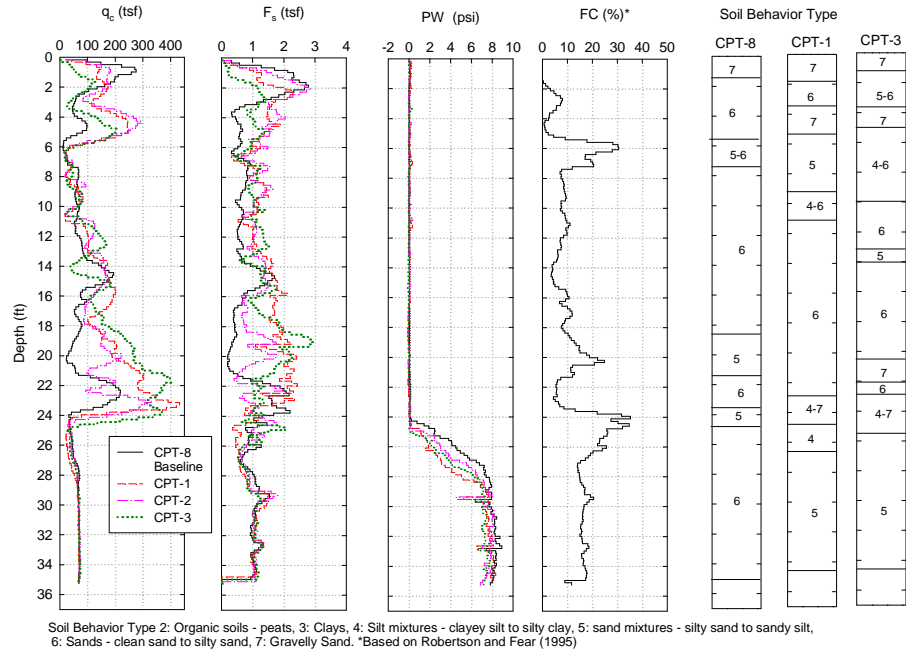 q_c (tsf)
F_s (tsf)
PW (psi)
FC (%)*
Soil Behavior Type
CPT-8
CPT-1
CPT-3
0 100 200 300 400
0 1 2 3 4
-2 0 2 4 6 8 10
0 10 20 30 40 50
Depth (ft)
0
2
4
6
8
10
12
14
16
18
20
22
24
26
28
30
32
34
36
CPT-8
Baseline
CPT-1
CPT-2
CPT-3
7
6
5-6
6
5
6
5
6
7
6
7
5
4-6
6
4-7
4
5
7
5-6
7
4-6
6
5
6
7
6
4-7
5
Soil Behavior Type 2: Organic soils - peats, 3: Clays, 4: Silt mixtures - clayey silt to silty clay, 5: sand mixtures - silty sand to sandy silt,
6: Sands - clean sand to silty sand, 7: Gravelly Sand. *Based on Robertson and Fear (1995)